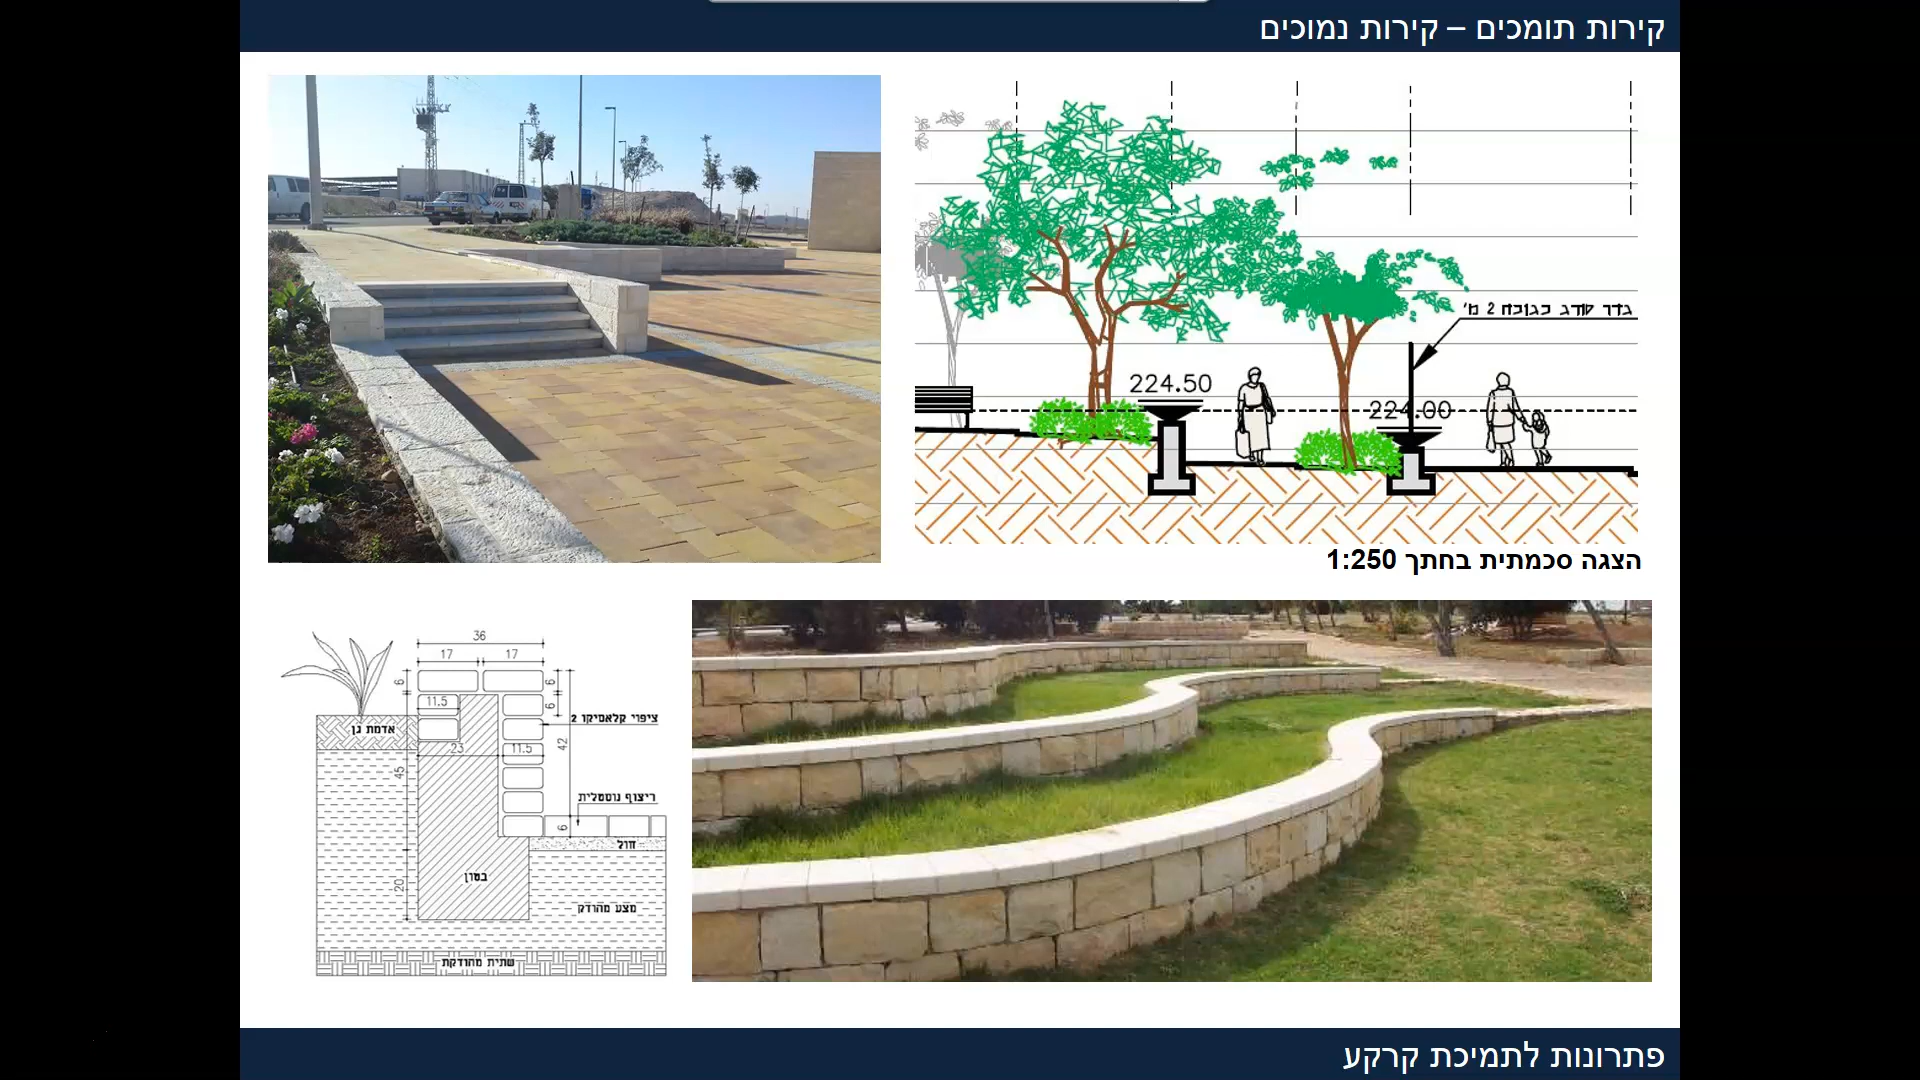 קירות תומכים – קירות נמוכים
גדר סורג בגובה 2 מ'
224.50
224.00
הצגה סכמתית בחתך 1:250
36
17 17
6 6
11.5
6
ציפוי קלאסיקו 2
אדמת גן
23 11.5
42
45
ריצוף נוסטלגית
6
חול
בטון
20
מצע מהודק
שתית מהודקת
פתרונות לתמיכת קרקע